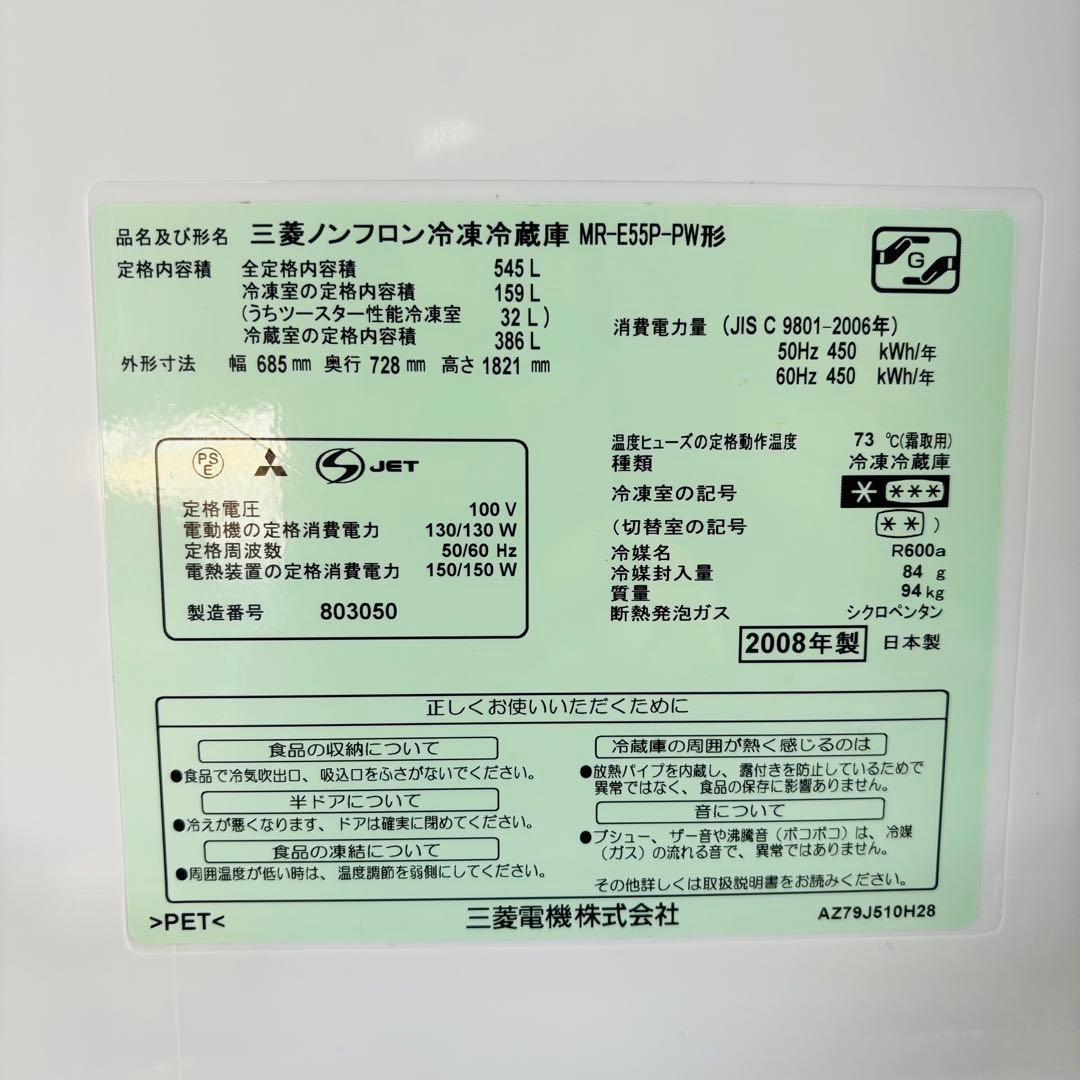 品名及び形名 三菱ノンフロン冷凍冷蔵庫 MR-E55P-PW形
定格内容積 全定格内容積 545 L
冷凍室の定格内容積 159 L
(うちツースター性能冷凍室 32 L)
冷蔵室の定格内容積 386 L
外形寸法 幅 685 mm 奥行 728 mm 高さ 1821 mm
G
消費電力量 (JIS C 9801-2006年)
50Hz 450 kWh/年
60Hz 450 kWh/年
PS
E
JET
定格電圧 100 V
電動機の定格消費電力 130/130 W
定格周波数 50/60 Hz
電熱装置の定格消費電力 150/150 W
製造番号 803050
温度ヒューズの定格動作温度 73 ℃(霜取用)
種類 冷凍冷蔵庫
冷凍室の記号 * ***
(切替室の記号 ** )
冷媒名 R600a
冷媒封入量 84 g
質量 94 kg
断熱発泡ガス シクロペンタン
2008年製 日本製
正しくお使いいただくために
食品の収納について
●食品で冷気吹出口、吸込口をふさがないでください。
半ドアについて
●冷えが悪くなります、ドアは確実に閉めてください。
食品の凍結について
●周囲温度が低い時は、温度調節を弱側にしてください。
冷蔵庫の周囲が熱く感じるのは
●放熱パイプを内蔵し、露付きを防止しているためで
異常ではなく、食品の保存に影響ありません。
音について
●プシュー、ザー音や沸騰音(ボコボコ)は、冷媒
(ガス)の流れる音で、異常ではありません。
その他詳しくは取扱説明書をお読みください。
>PET<
三菱電機株式会社
AZ79J510H28